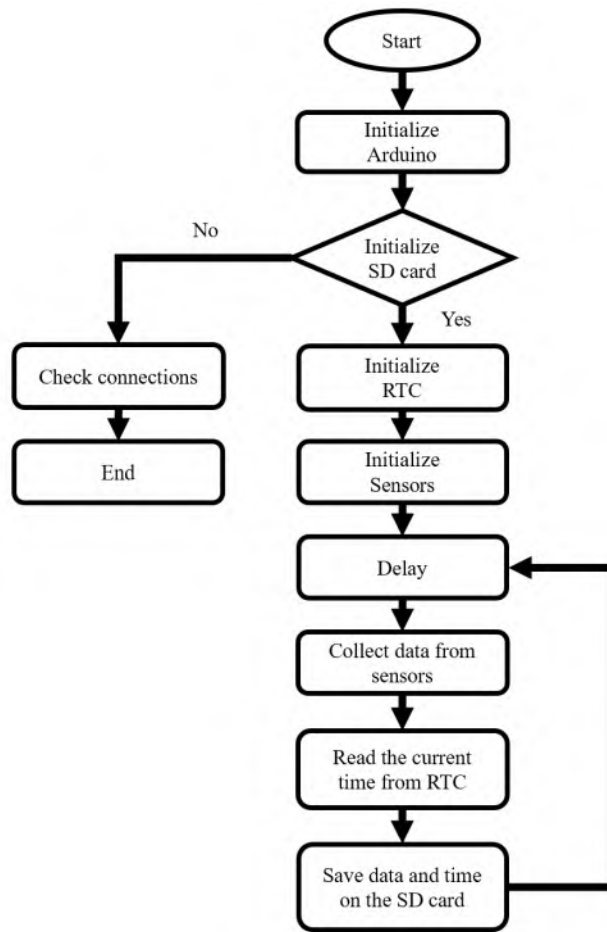 Start
Initialize
Arduino
Initialize
SD card
No
Yes
Check connections
Initialize
RTC
End
Initialize
Sensors
Delay
Collect data from
sensors
Read the current
time from RTC
Save data and time
on the SD card